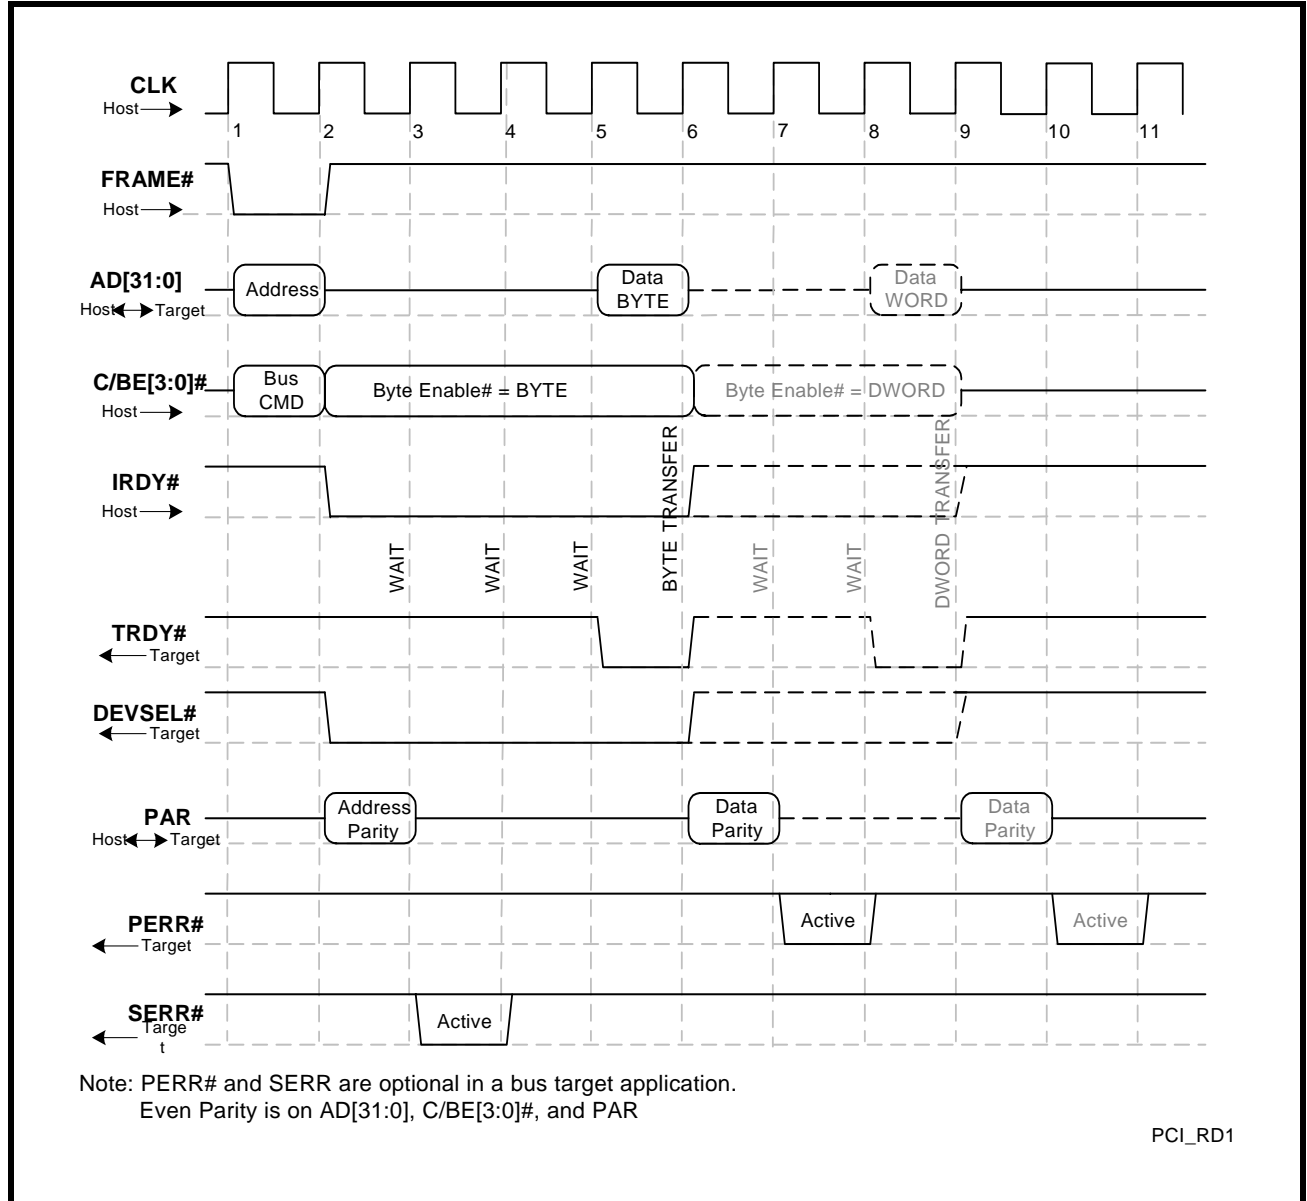 CLK
Host
1 2 3 4 5 6 7 8 9 10 11
FRAME#
Host
AD[31:0]
Host Target
Address
Data
BYTE
Data
WORD
C/BE[3:0]#
Host
Bus
CMD
Byte Enable# = BYTE
Byte Enable# = DWORD
IRDY#
Host
WAIT
WAIT
WAIT
BYTE TRANSFER
WAIT
WAIT
DWORD TRANSFER
TRDY#
Target
DEVSEL#
Target
PAR
Host Target
Address
Parity
Data
Parity
Data
Parity
PERR#
Target
Active
Active
SERR#
Targe
t
Active
Note: PERR# and SERR are optional in a bus target application.
Even Parity is on AD[31:0], C/BE[3:0]#, and PAR
PCI_RD1